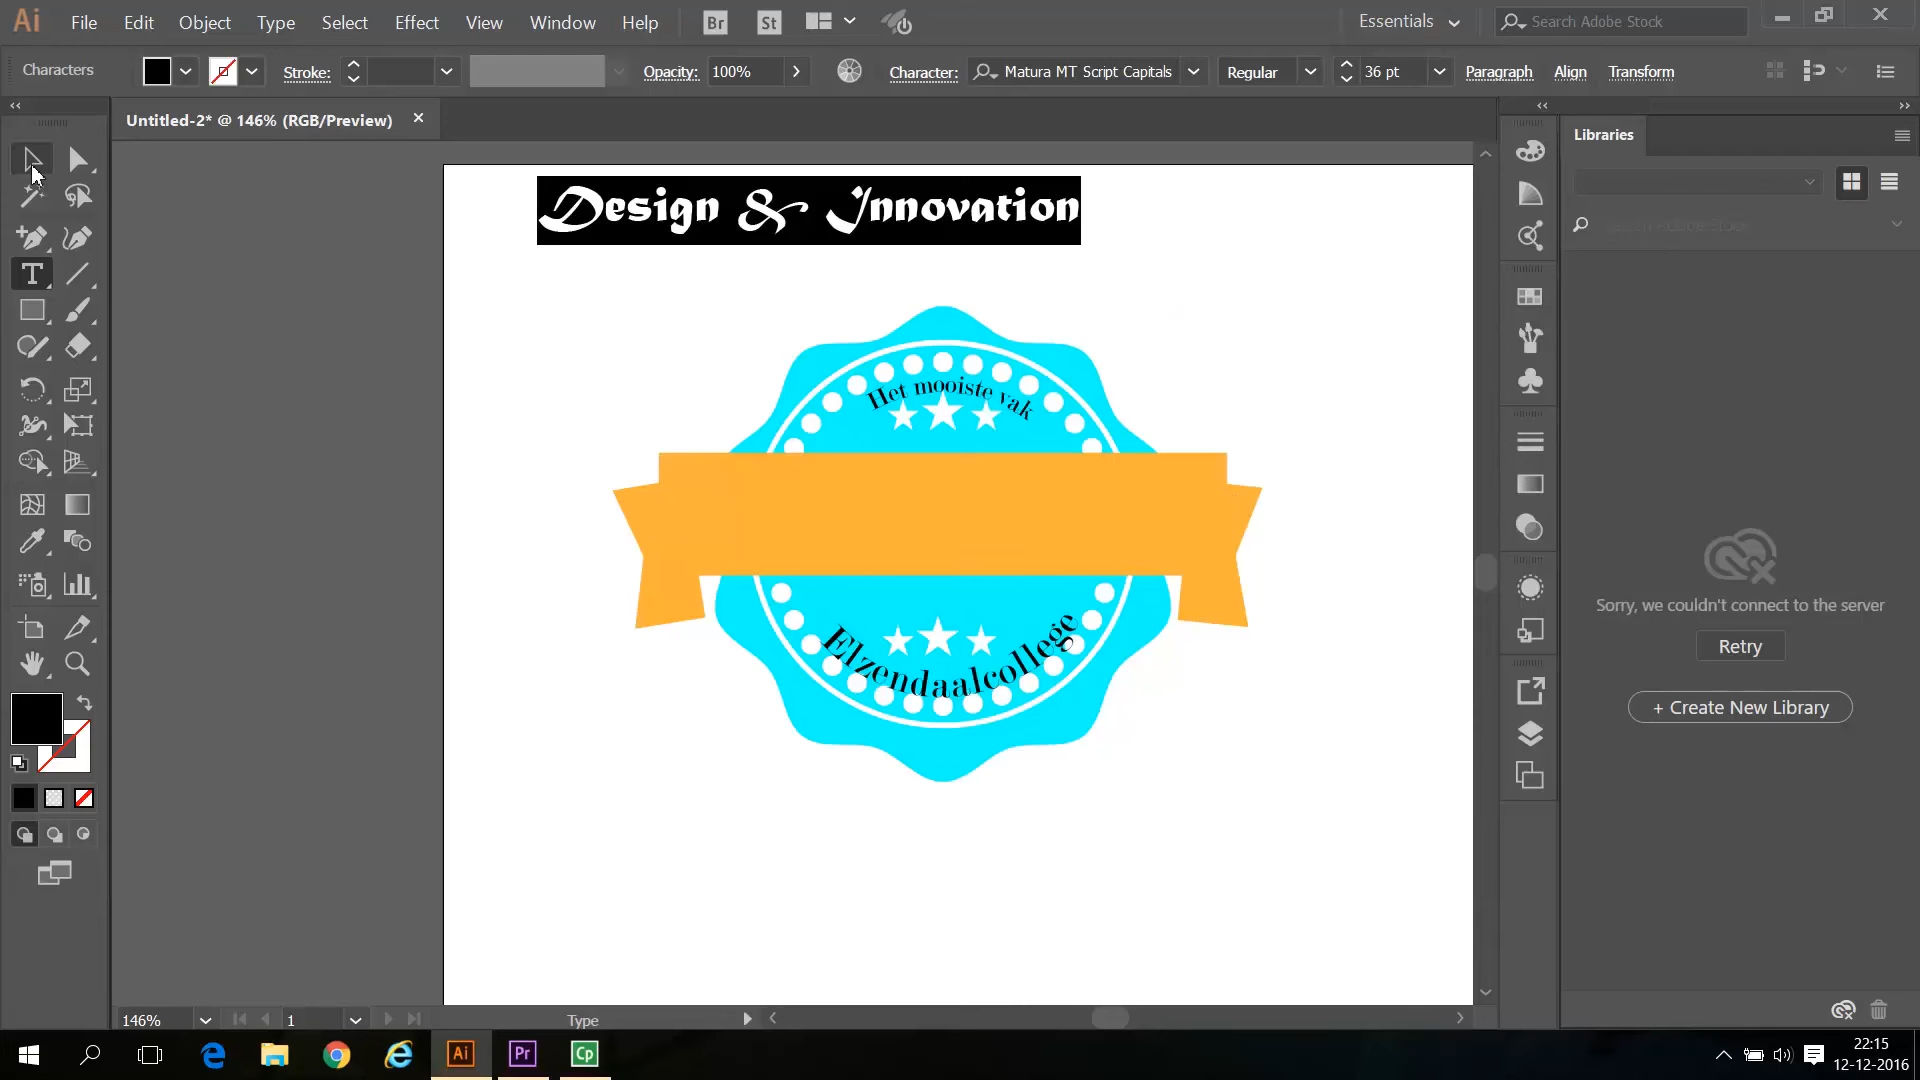 Ai File Edit Object Type Select Effect View Window Help Br St Essentials Search Adobe Stock
Characters Stroke: Opacity: 100% Character: Matura MT Script Capitals Regular 36 pt Paragraph Align Transform
Untitled-2* @ 146% (RGB/Preview)
Libraries
Design & Innovation
Het mooiste vak
Elzendaalcollege
Sorry, we couldn't connect to the server
Retry
+ Create New Library
146% 1 Type
Ai Pr Cp
22:15
12-12-2016